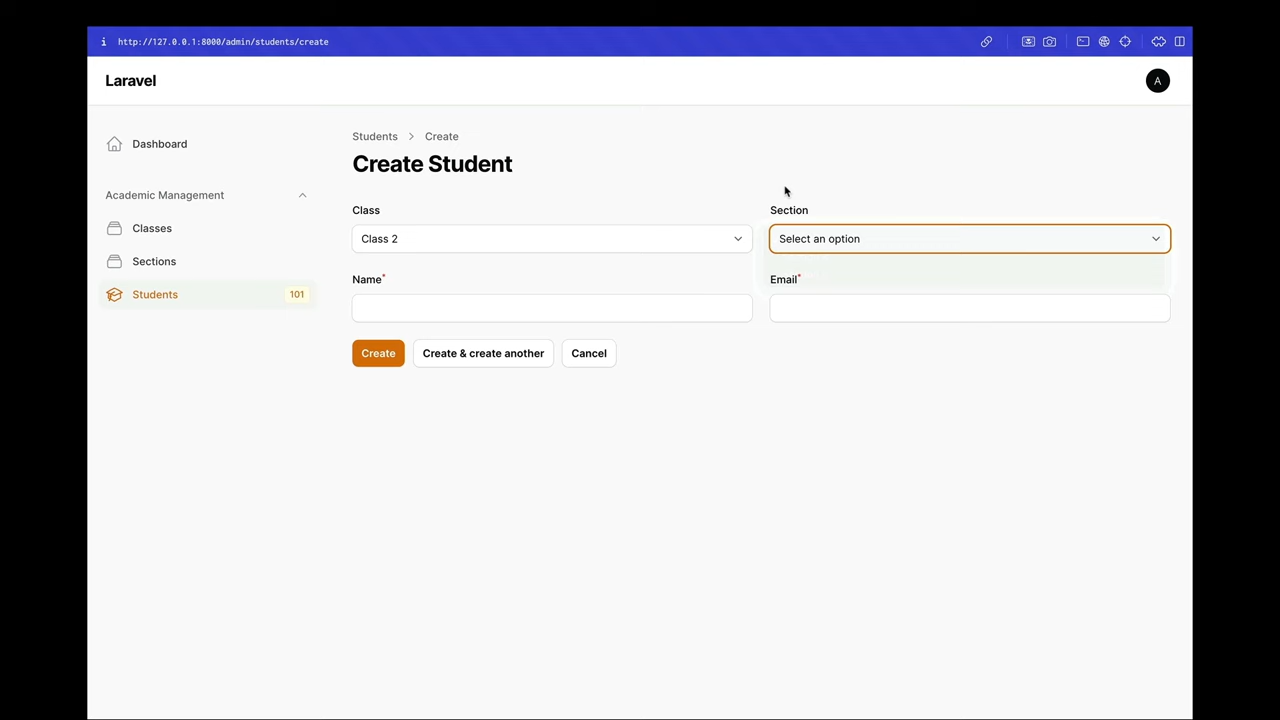 http://127.0.0.1:8000/admin/students/create
Laravel
A
Dashboard
Academic Management
Classes
Sections
Students 101
Students > Create
Create Student
Class
Class 2
Section
Select an option
Name*
Email*
Create
Create & create another
Cancel